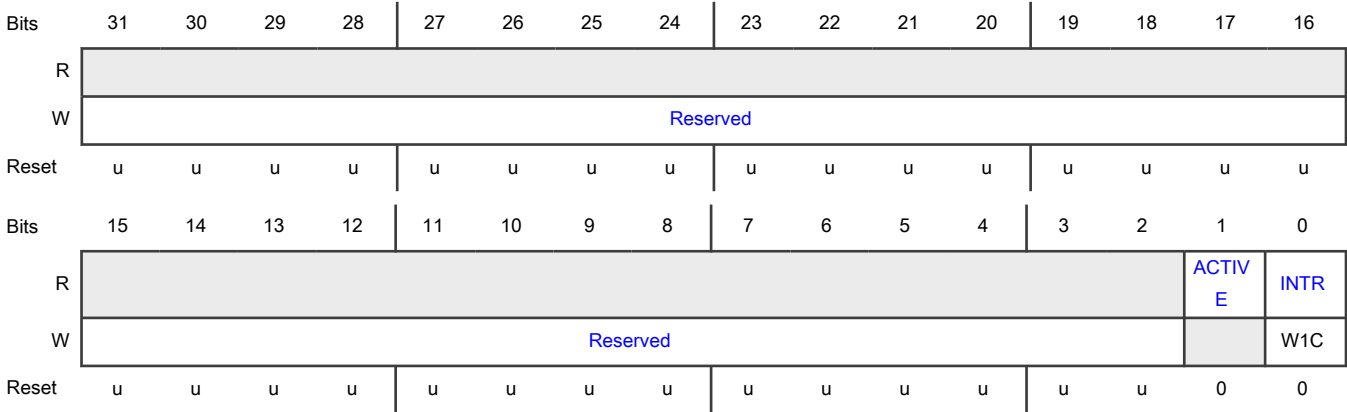 Bits 31 30 29 28 27 26 25 24 23 22 21 20 19 18 17 16
R
W Reserved
Reset u u u u u u u u u u u u u u u u
Bits 15 14 13 12 11 10 9 8 7 6 5 4 3 2 1 0
R ACTIV
E INTR
W Reserved W1C
Reset u u u u u u u u u u u u u u 0 0